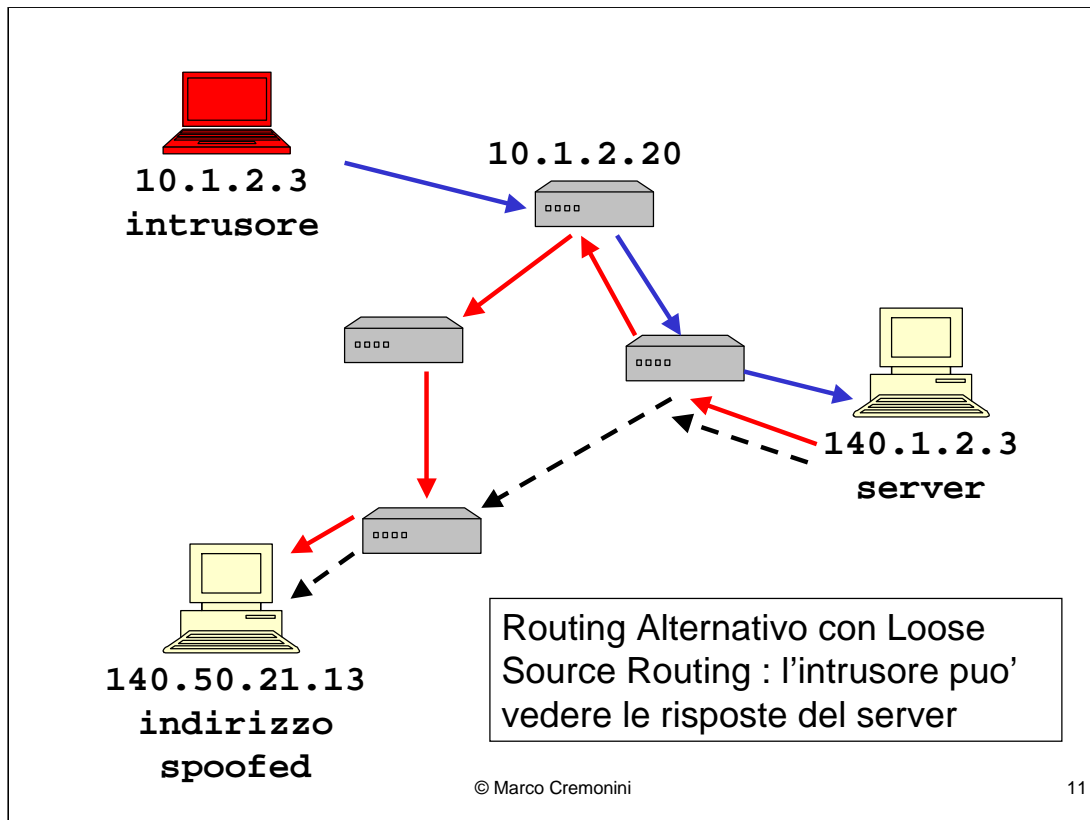 10.1.2.3
intrusore
10.1.2.20
140.1.2.3
server
140.50.21.13
indirizzo
spoofed
Routing Alternativo con Loose
Source Routing : l'intrusore puo'
vedere le risposte del server
© Marco Cremonini
11